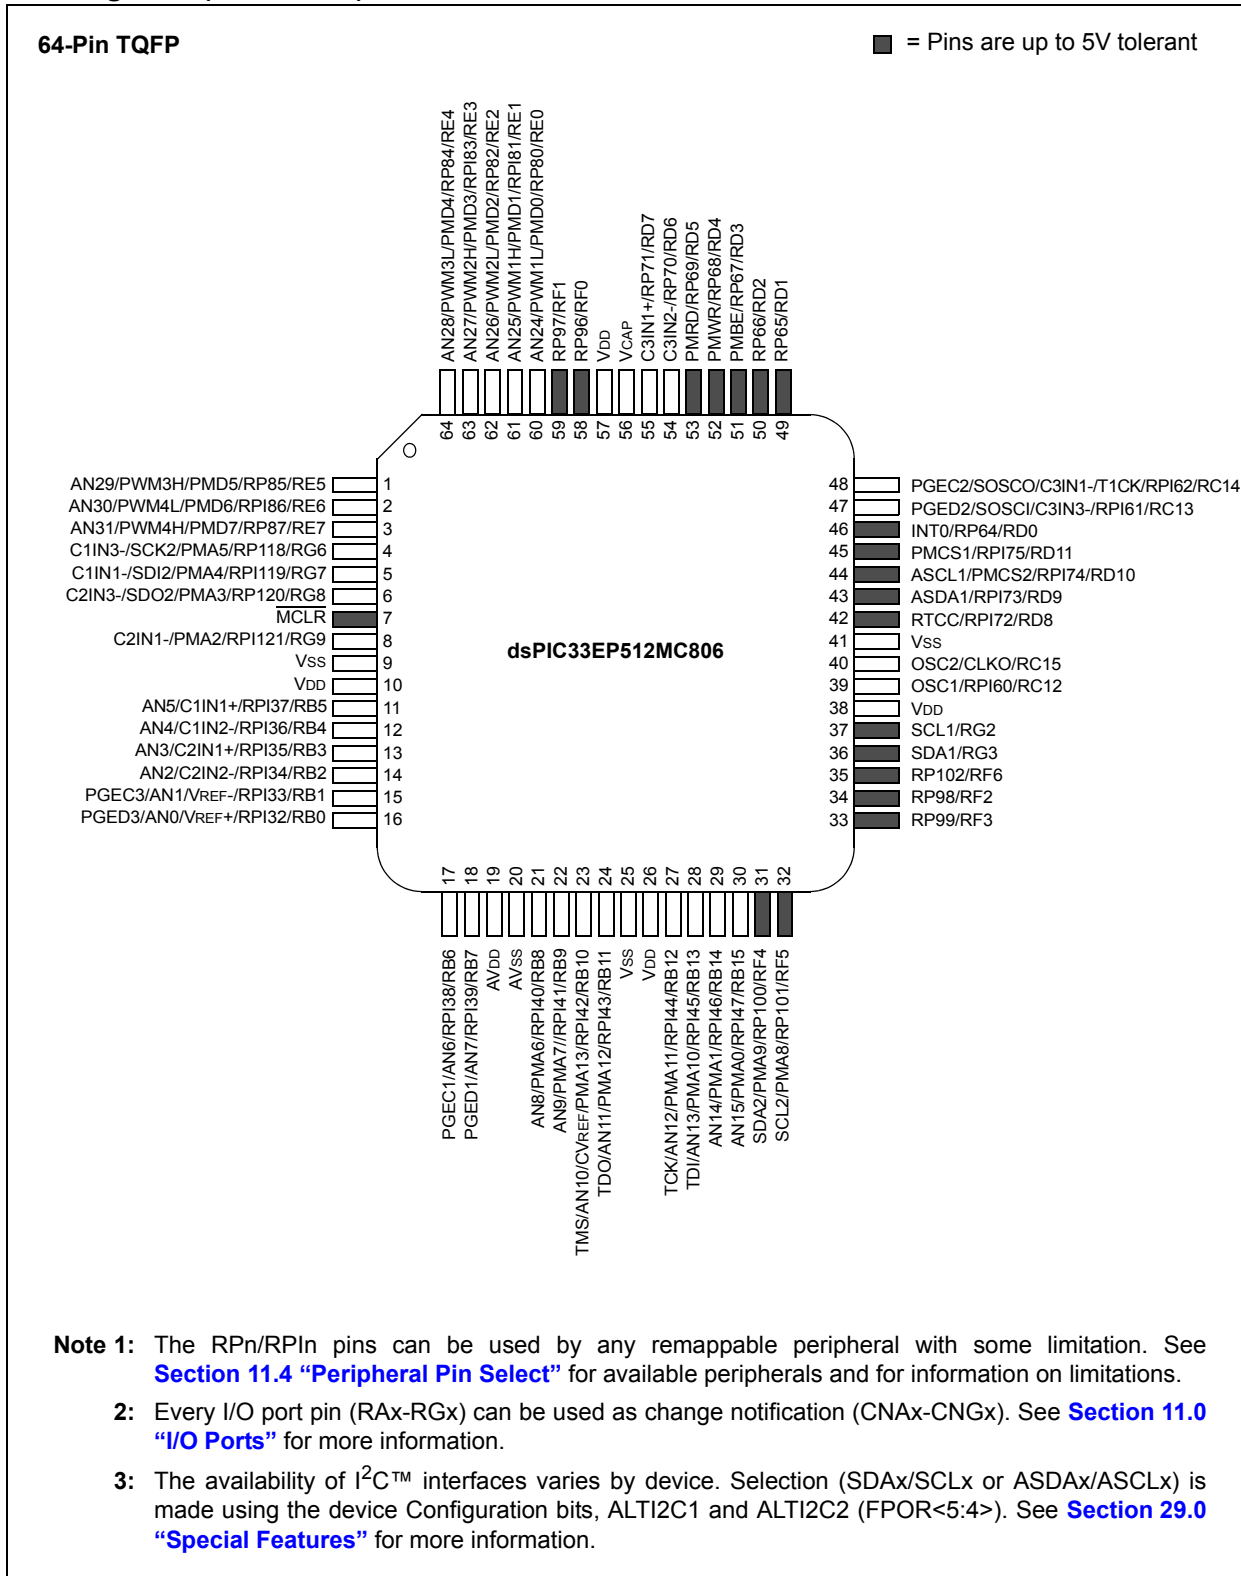 64-Pin TQFP
= Pins are up to 5V tolerant
AN28/PWM3L/PMD4/RP84/RE4
AN27/PWM2H/PMD3/RPI83/RE3
AN26/PWM2L/PMD2/RP82/RE2
AN25/PWM1H/PMD1/RPI81/RE1
AN24/PWM1L/PMD0/RP80/RE0
RP97/RF1
RP96/RF0
VDD
VCAP
C3IN1+/RP71/RD7
C3IN2-/RP70/RD6
PMRD/RP69/RD5
PMWR/RP68/RD4
PMBE/RP67/RD3
RP66/RD2
RP65/RD1
64 63 62 61 60 59 58 57 56 55 54 53 52 51 50 49
AN29/PWM3H/PMD5/RP85/RE5 1
AN30/PWM4L/PMD6/RPI86/RE6 2
AN31/PWM4H/PMD7/RP87/RE7 3
C1IN3-/SCK2/PMA5/RP118/RG6 4
C1IN1-/SDI2/PMA4/RPI119/RG7 5
C2IN3-/SDO2/PMA3/RP120/RG8 6
MCLR 7
C2IN1-/PMA2/RPI121/RG9 8
VSS 9
VDD 10
AN5/C1IN1+/RPI37/RB5 11
AN4/C1IN2-/RPI36/RB4 12
AN3/C2IN1+/RPI35/RB3 13
AN2/C2IN2-/RPI34/RB2 14
PGEC3/AN1/VREF-/RPI33/RB1 15
PGED3/AN0/VREF+/RPI32/RB0 16
dsPIC33EP512MC806
48 PGEC2/SOSCO/C3IN1-/T1CK/RPI62/RC14
47 PGED2/SOSCI/C3IN3-/RPI61/RC13
46 INT0/RP64/RD0
45 PMCS1/RPI75/RD11
44 ASCL1/PMCS2/RPI74/RD10
43 ASDA1/RPI73/RD9
42 RTCC/RPI72/RD8
41 VSS
40 OSC2/CLKO/RC15
39 OSC1/RPI60/RC12
38 VDD
37 SCL1/RG2
36 SDA1/RG3
35 RP102/RF6
34 RP98/RF2
33 RP99/RF3
17 18 19 20 21 22 23 24 25 26 27 28 29 30 31 32
PGEC1/AN6/RPI38/RB6
PGED1/AN7/RPI39/RB7
AVDD
AVSS
AN8/PMA6/RPI40/RB8
AN9/PMA7//RPI41/RB9
TMS/AN10/CVREF/PMA13/RPI42/RB10
TDO/AN11/PMA12/RPI43/RB11
VSS
VDD
TCK/AN12/PMA11/RPI44/RB12
TDI/AN13/PMA10/RPI45/RB13
AN14/PMA1/RPI46/RB14
AN15/PMA0/RPI47/RB15
SDA2/PMA9/RP100/RF4
SCL2/PMA8/RP101/RF5
Note 1: The RPn/RPIn pins can be used by any remappable peripheral with some limitation. See
Section 11.4 “Peripheral Pin Select” for available peripherals and for information on limitations.
2: Every I/O port pin (RAx-RGx) can be used as change notification (CNAx-CNGx). See Section 11.0
“I/O Ports” for more information.
3: The availability of I2C™ interfaces varies by device. Selection (SDAx/SCLx or ASDAx/ASCLx) is
made using the device Configuration bits, ALTI2C1 and ALTI2C2 (FPOR<5:4>). See Section 29.0
“Special Features” for more information.